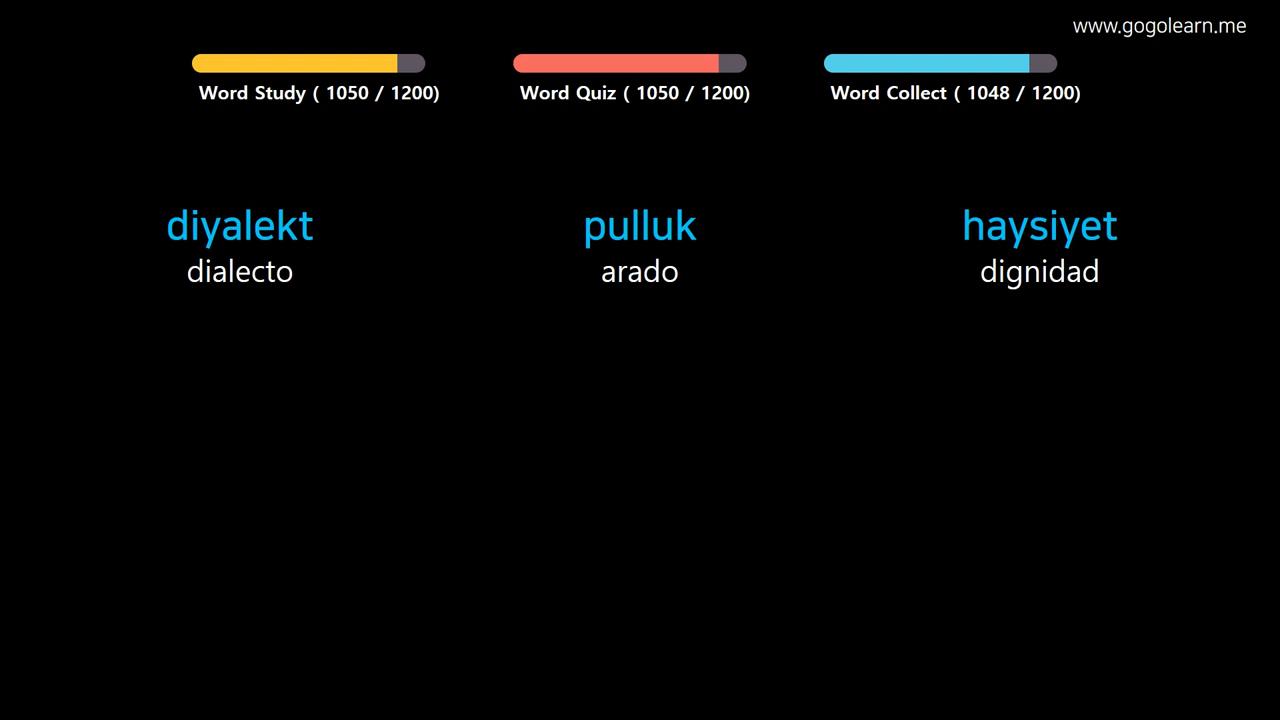 www.gogolearn.me
Word Study ( 1050 / 1200)
Word Quiz ( 1050 / 1200)
Word Collect ( 1048 / 1200)
diyalekt
dialecto
pulluk
arado
haysiyet
dignidad